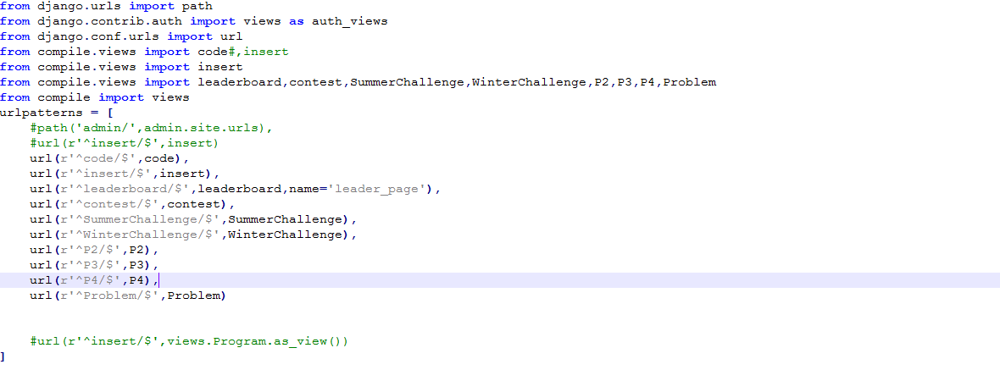 from django.urls import path
from django.contrib.auth import views as auth_views
from django.conf.urls import url
from compile.views import code#,insert
from compile.views import insert
from compile.views import leaderboard,contest,SummerChallenge,WinterChallenge,P2,P3,P4,Problem
from compile import views
urlpatterns = [
    #path('admin/',admin.site.urls),
    #url(r'^insert/$',insert)
    url(r'^code/$',code),
    url(r'^insert/$',insert),
    url(r'^leaderboard/$',leaderboard,name='leader_page'),
    url(r'^contest/$',contest),
    url(r'^SummerChallenge/$',SummerChallenge),
    url(r'^WinterChallenge/$',WinterChallenge),
    url(r'^P2/$',P2),
    url(r'^P3/$',P3),
    url(r'^P4/$',P4),
    url(r'^Problem/$',Problem)
    #url(r'^insert/$',views.Program.as_view())
]